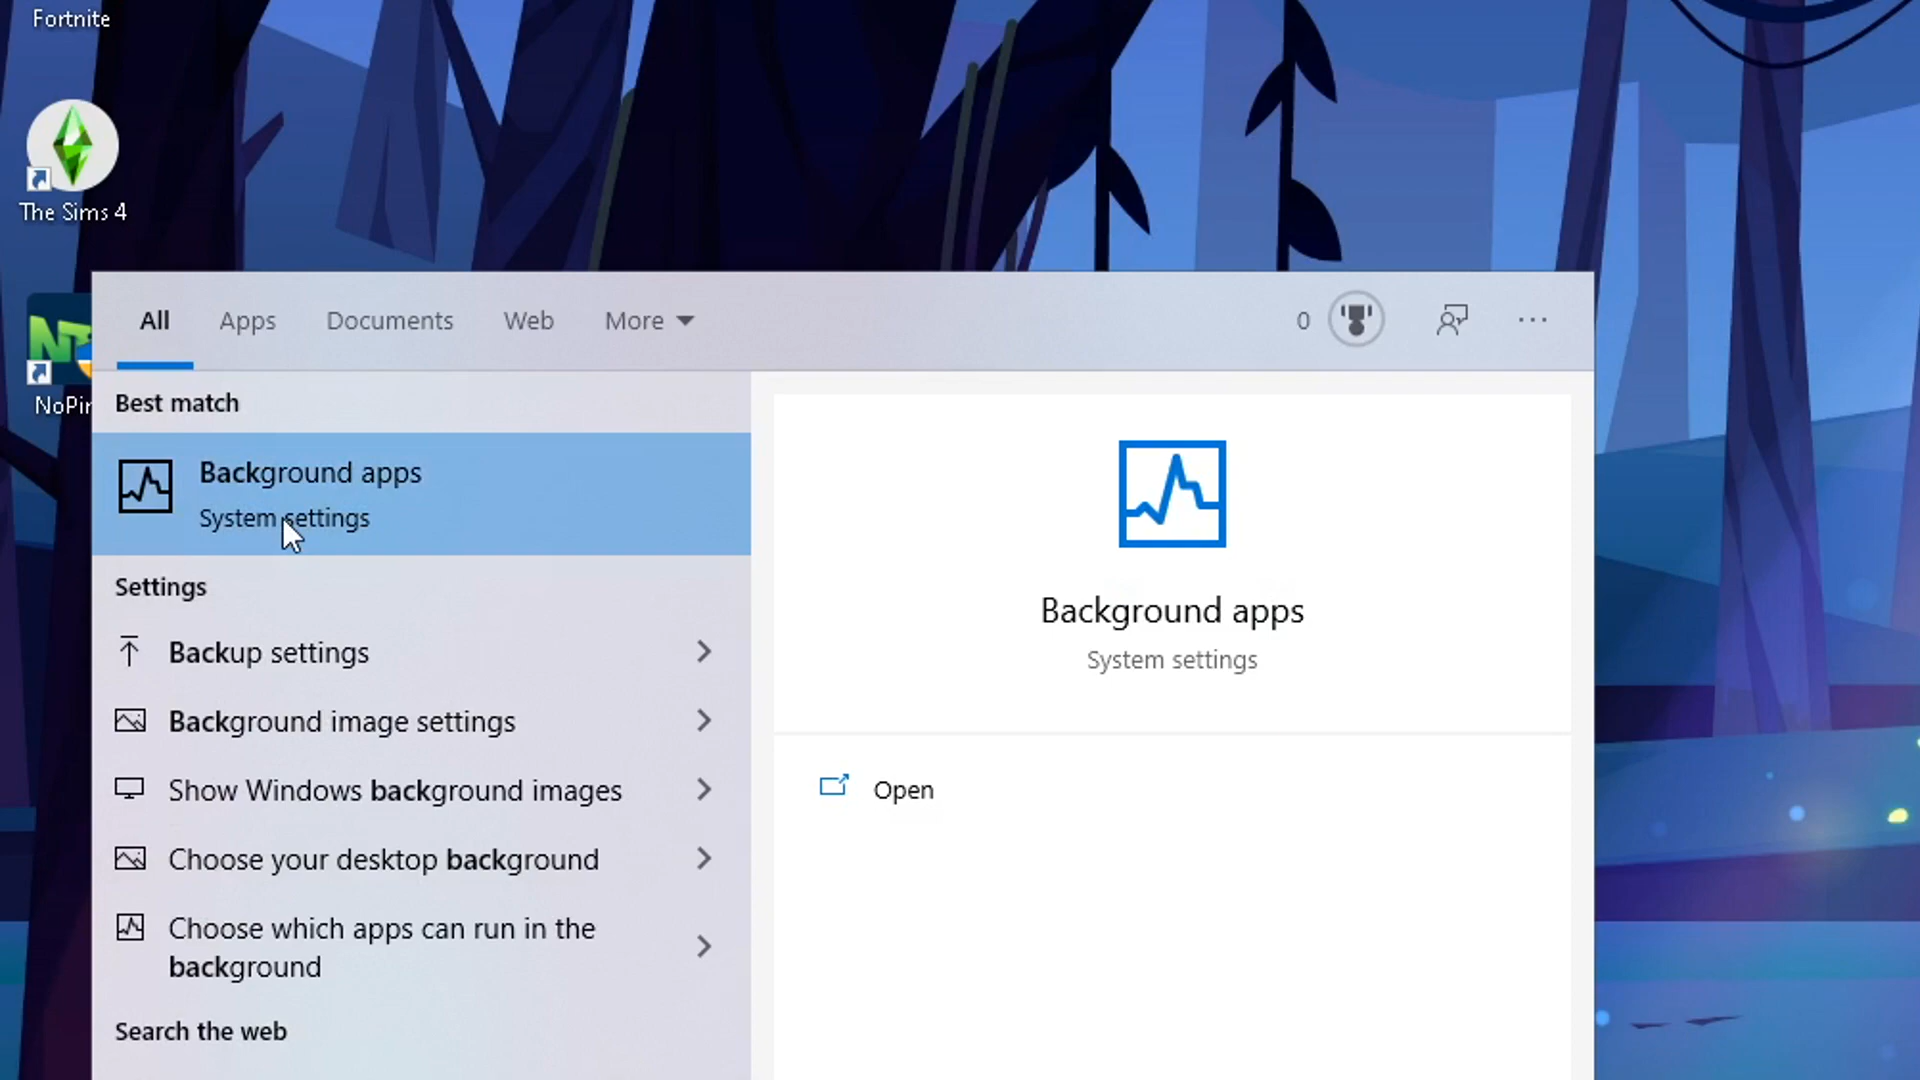 Fortnite
The Sims 4
NoPin
All Apps Documents Web More 0
Best match
Background apps
System settings
Settings
Backup settings
Background image settings
Show Windows background images
Choose your desktop background
Choose which apps can run in the
background
Search the web
Background apps
System settings
Open